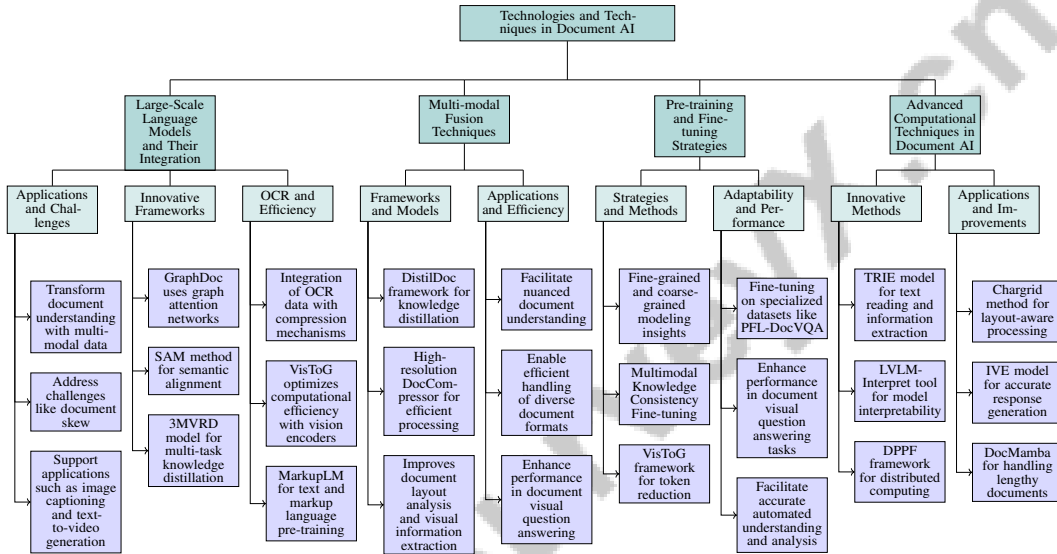 Technologies and Tech-
niques in Document AI
Large-Scale
Language
Models
and Their
Integration
Multi-modal
Fusion
Techniques
Pre-training
and Fine-
tuning
Strategies
Advanced
Computational
Techniques in
Document AI
Applications
and Chal-
lenges
Innovative
Frameworks
OCR and
Efficiency
Frameworks
and Models
Applications
and Efficiency
Strategies
and Methods
Adaptability
and Per-
formance
Innovative
Methods
Applications
and Im-
provements
Transform
document
understanding
with multi-
modal data
Address
challenges
like document
skew
Support
applications
such as image
captioning
and text-
to-video
generation
GraphDoc
uses graph
attention
networks
SAM method
for semantic
alignment
3MVRD
model for
multi-task
knowledge
distillation
Integration
of OCR
data with
compression
mechanisms
VisToG
optimizes
computational
efficiency
with vision
encoders
MarkupLM
for text and
markup
language
pre-training
DistilDoc
framework for
knowledge
distillation
High-
resolution
DocCom-
pressor for
efficient
processing
Improves
document
layout
analysis
and visual
information
extraction
Facilitate
nuanced
document
understanding
Enable
efficient
handling
of diverse
document
formats
Enhance
performance
in document
visual
question
answering
Fine-grained
and coarse-
grained
modeling
insights
Multimodal
Knowledge
Consistency
Fine-tuning
VisToG
framework
for token
reduction
Fine-tuning
on specialized
datasets like
PFL-DocVQA
Enhance
performance
in document
visual
question
answering
tasks
Facilitate
accurate
automated
understanding
and analysis
TRIE model
for text
reading and
information
extraction
LVLM-
Interpret tool
for model
interpretability
DPPF
framework
for distributed
computing
Chargrid
method for
layout-aware
processing
IVE model
for accurate
response
generation
DocMamba
for handling
lengthy
documents